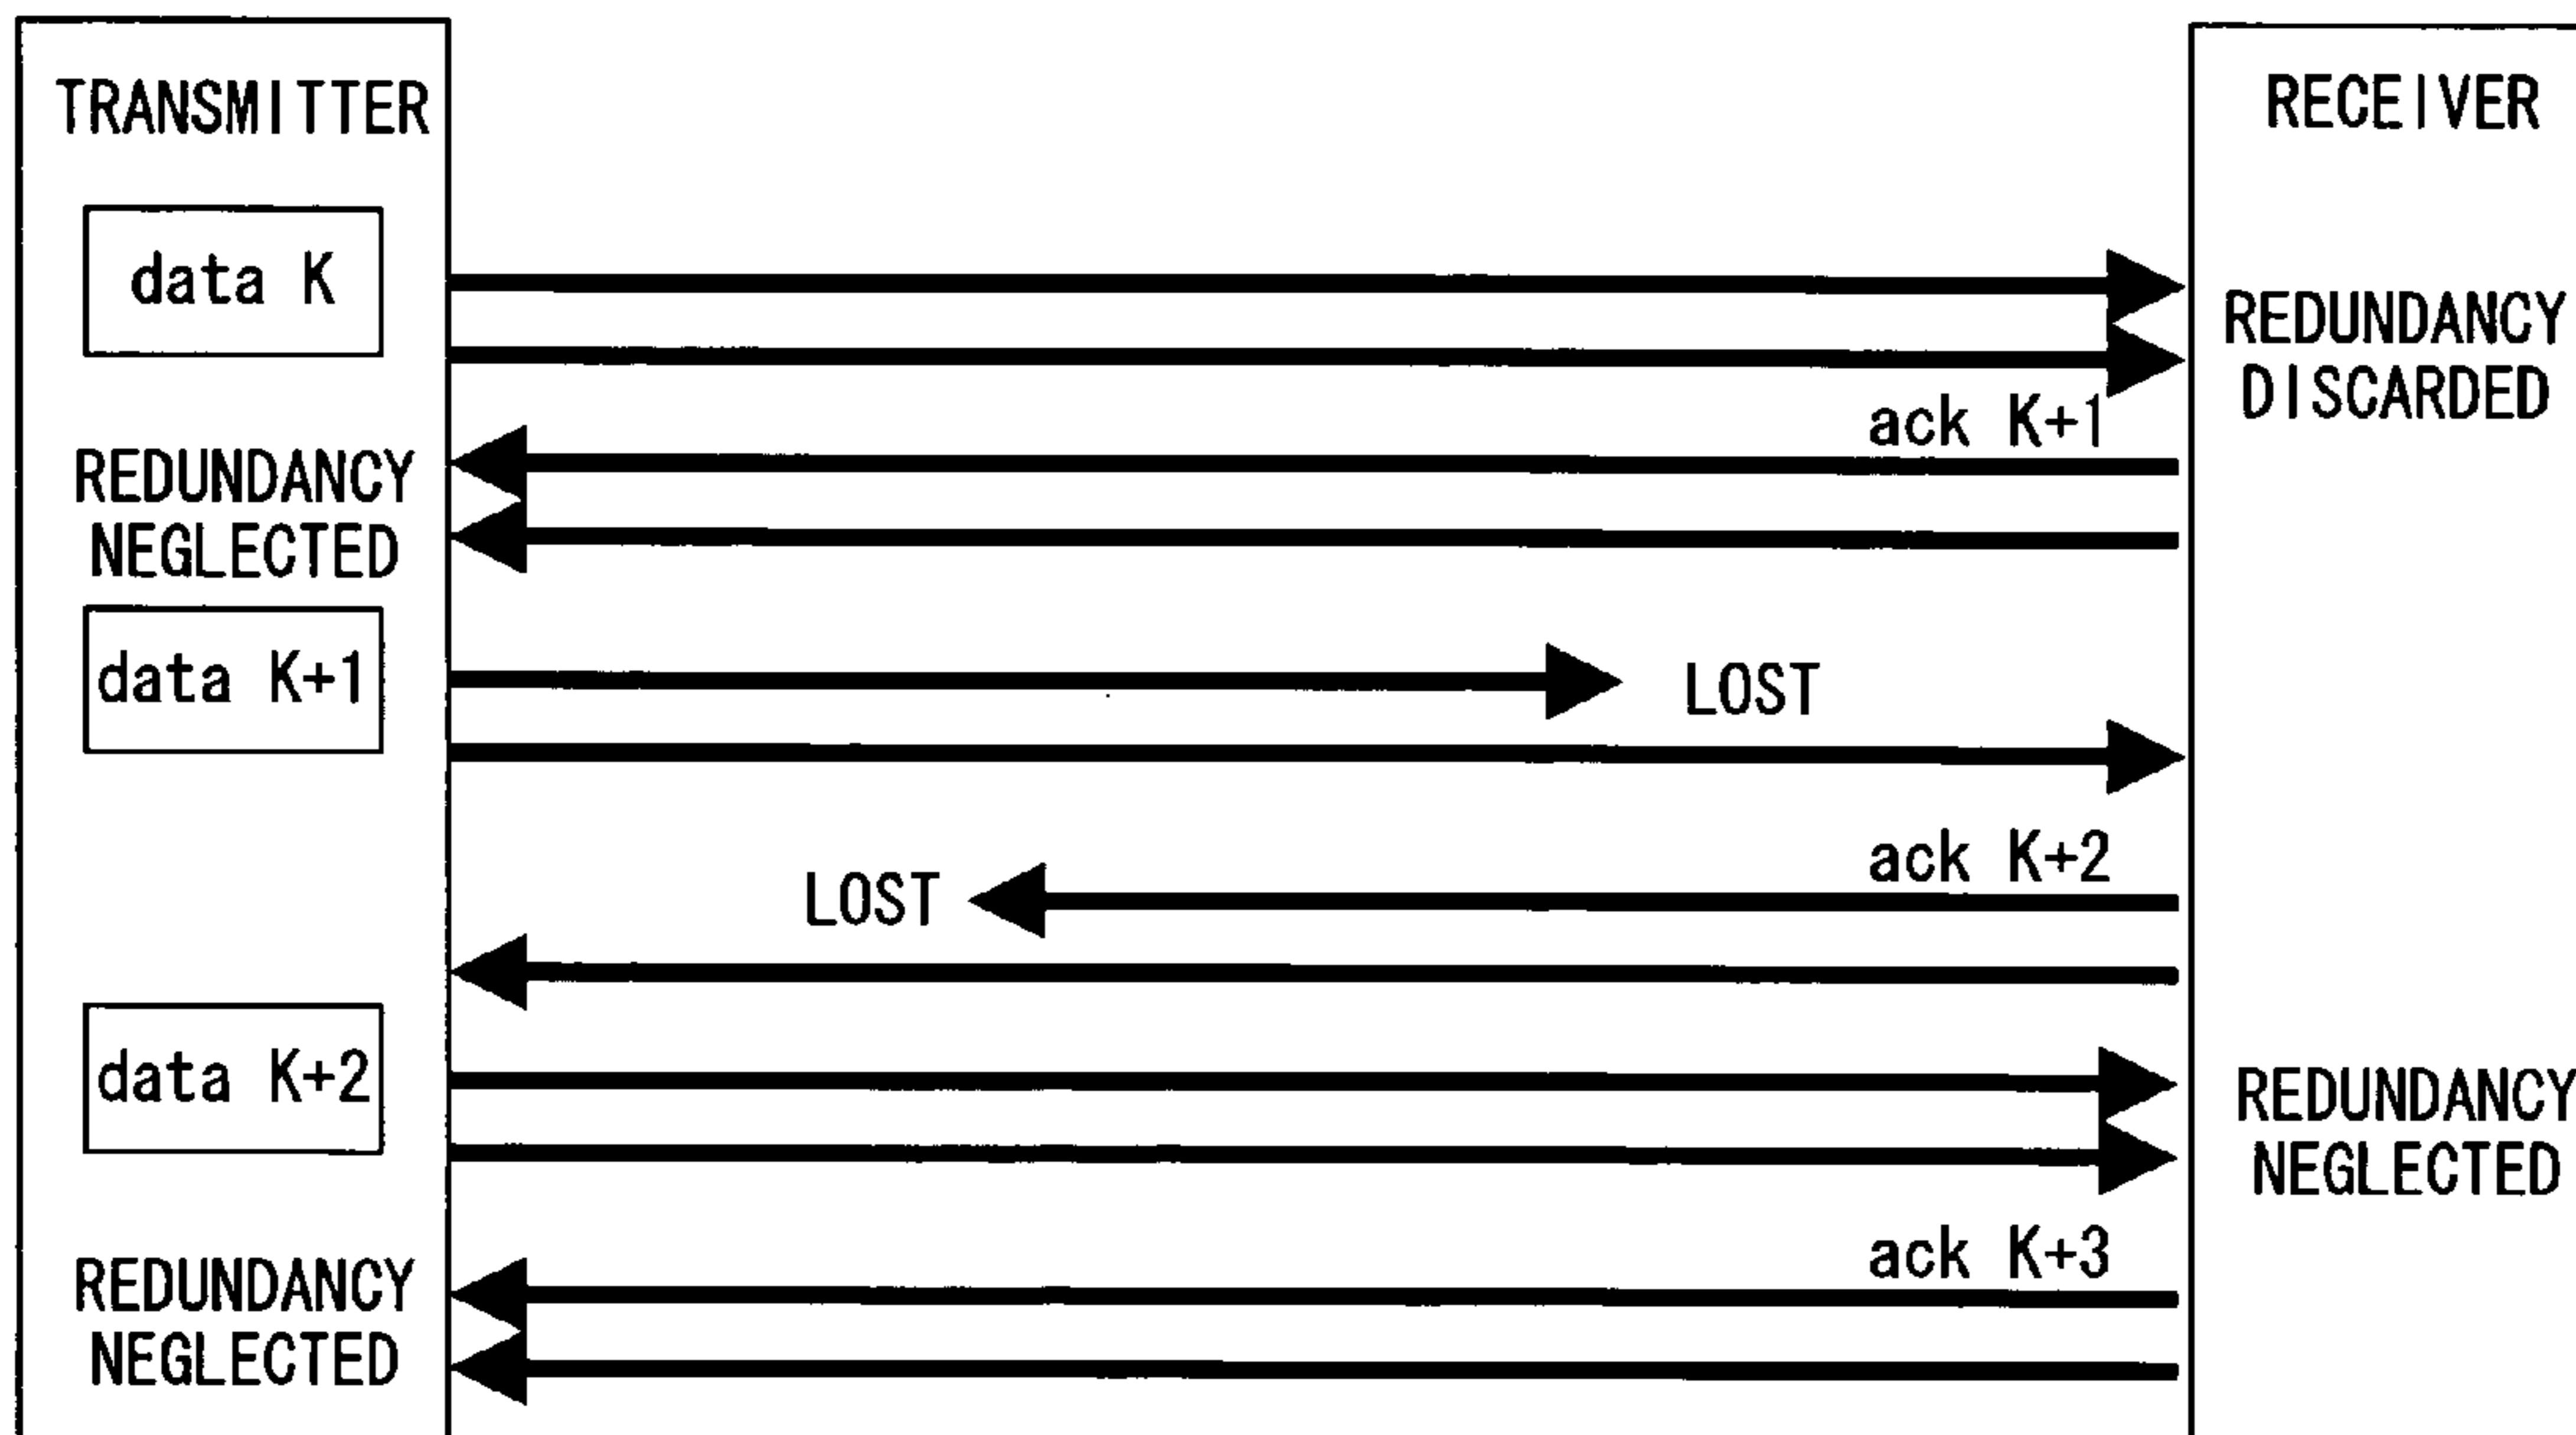 TRANSMITTER
RECEIVER
data K
REDUNDANCY
DISCARDED
ack K+1
REDUNDANCY
NEGLECTED
data K+1
LOST
ack K+2
LOST
data K+2
REDUNDANCY
NEGLECTED
ack K+3
REDUNDANCY
NEGLECTED